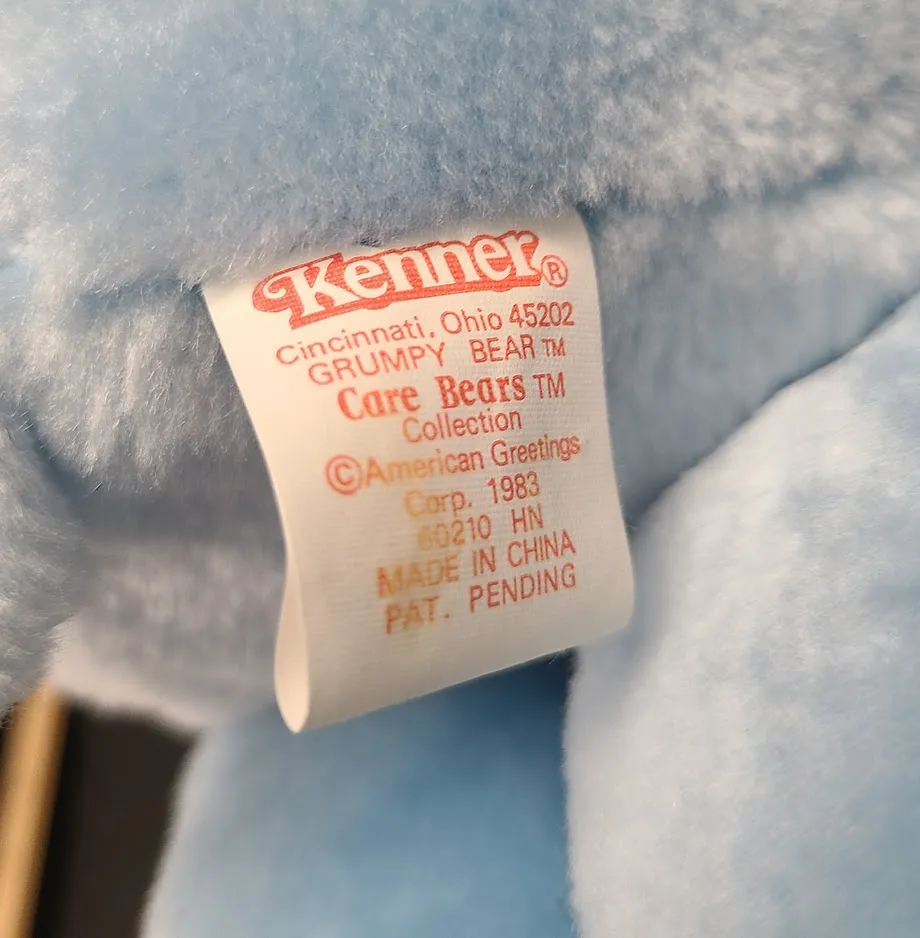 Kenner®
Cincinnati, Ohio 45202
GRUMPY BEAR TM
Care Bears TM
Collection
©American Greetings
Corp. 1983
60210 HN
MADE IN CHINA
PAT. PENDING